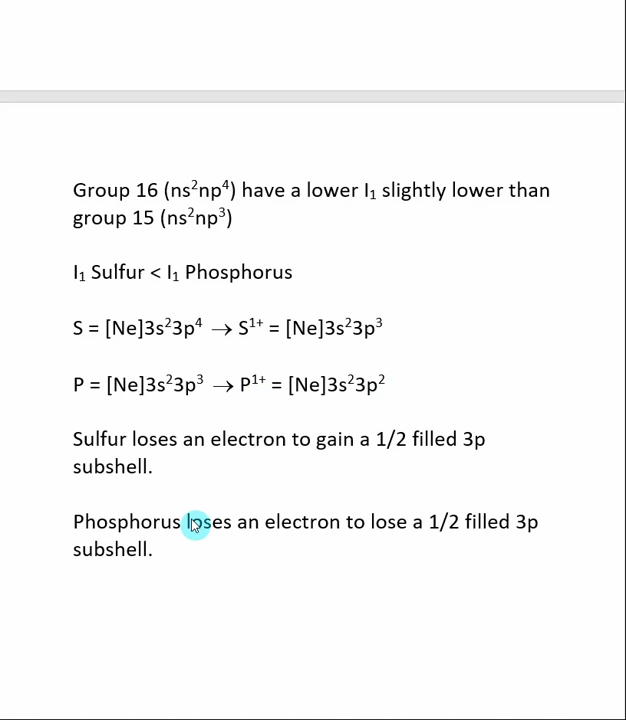 Group 16 (ns²np⁴) have a lower I₁ slightly lower than
group 15 (ns²np³)
I₁ Sulfur < I₁ Phosphorus
S = [Ne]3s²3p⁴ → S¹⁺ = [Ne]3s²3p³
P = [Ne]3s²3p³ → P¹⁺ = [Ne]3s²3p²
Sulfur loses an electron to gain a 1/2 filled 3p
subshell.
Phosphorus loses an electron to lose a 1/2 filled 3p
subshell.